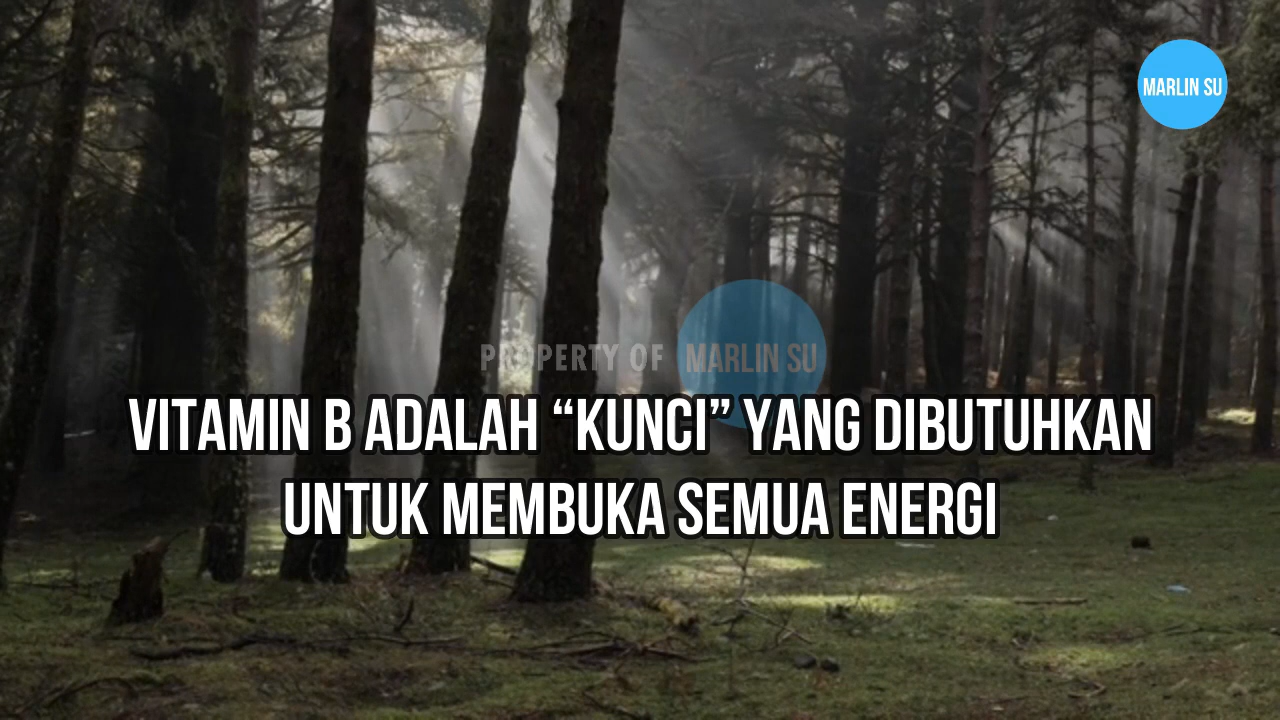 MARLIN SU
PROPERTY OF MARLIN SU
VITAMIN B ADALAH “KUNCI” YANG DIBUTUHKAN
UNTUK MEMBUKA SEMUA ENERGI